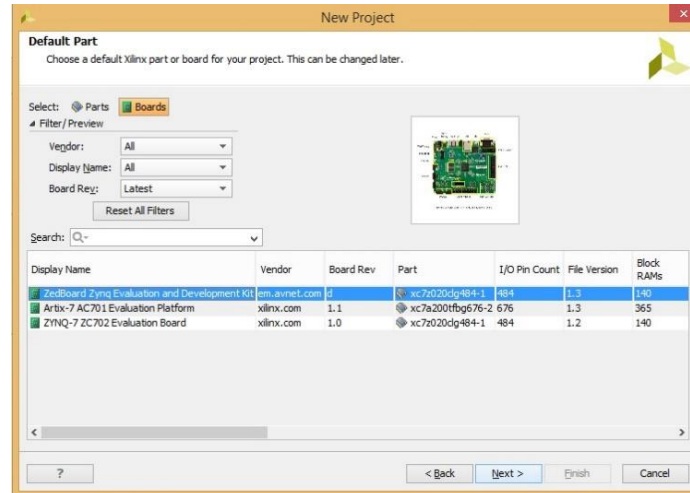 New Project
Default Part
Choose a default Xilinx part or board for your project. This can be changed later.
Select: Parts Boards
Filter/Preview
Vendor: All
Display Name: All
Board Rev: Latest
Reset All Filters
Search:
Display Name Vendor Board Rev Part I/O Pin Count File Version Block RAMs
ZedBoard Zynq Evaluation and Development Kit em.avnet.com d xc7z020clg484-1 484 1.3 140
Artix-7 AC701 Evaluation Platform xilinx.com 1.1 xc7a200tfbg676-2 676 1.3 365
ZYNQ-7 ZC702 Evaluation Board xilinx.com 1.0 xc7z020clg484-1 484 1.2 140
? < Back Next > Finish Cancel